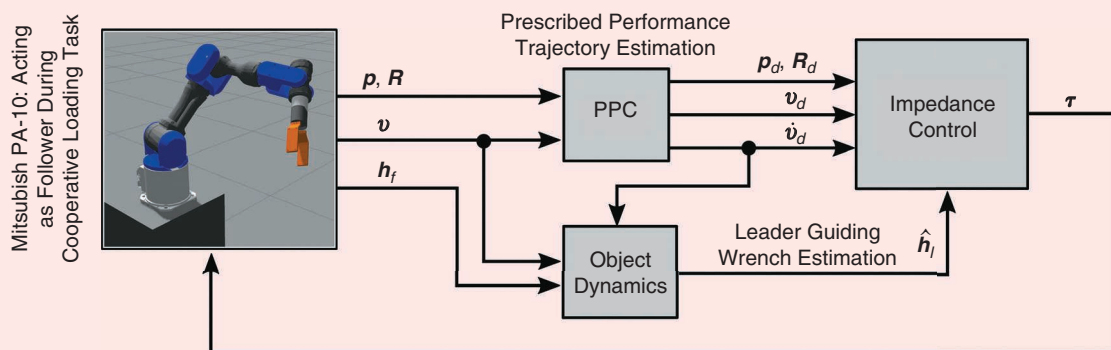 Mitsubish PA-10: Acting
as Follower During
Cooperative Loading Task
Prescribed Performance
Trajectory Estimation
p, R
υ
h_f
PPC
p_d, R_d
υ_d
υ̇_d
Impedance
Control
τ
Object
Dynamics
Leader Guiding
Wrench Estimation
ĥ_l